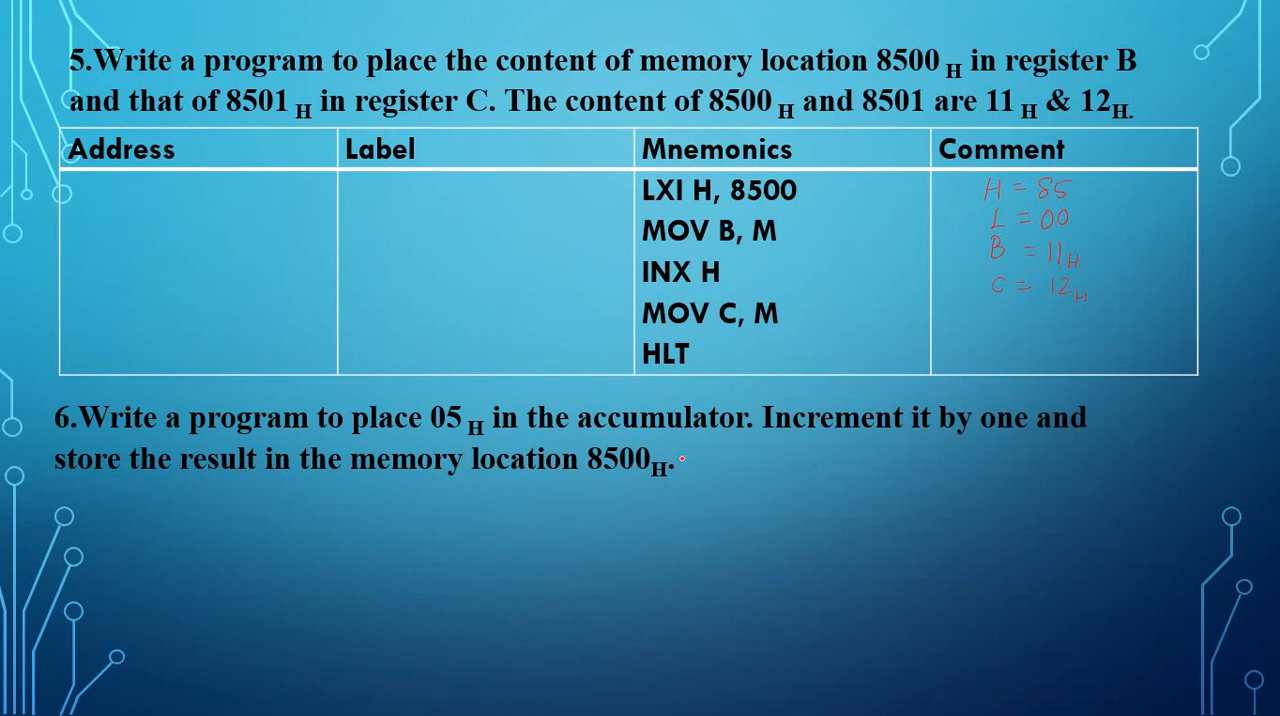 5.Write a program to place the content of memory location 8500 H in register B
and that of 8501 H in register C. The content of 8500 H and 8501 are 11 H & 12H.
Address Label Mnemonics Comment
LXI H, 8500 H = 85
L = 00
MOV B, M
B = 11H
INX H
C = 12H
MOV C, M
HLT
6.Write a program to place 05 H in the accumulator. Increment it by one and
store the result in the memory location 8500H.